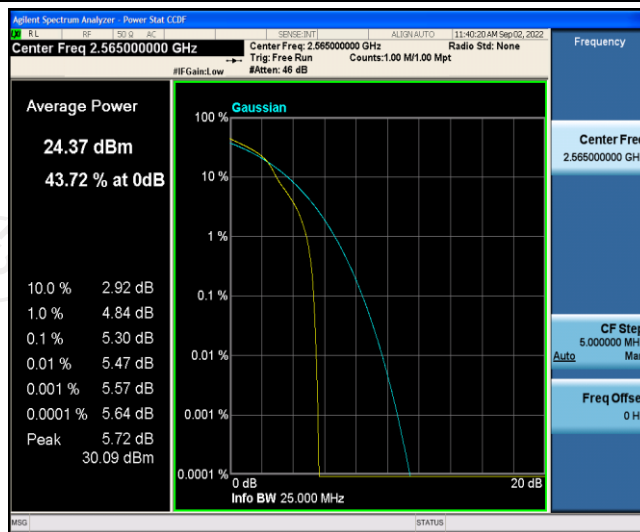 Agilent Spectrum Analyzer - Power Stat CCDF
RL RF 50 Ω AC SENSE:INT ALIGN AUTO 11:40:20 AM Sep 02, 2022
Center Freq 2.565000000 GHz
Center Freq: 2.565000000 GHz Radio Std: None
Trig: Free Run Counts:1.00 M/1.00 Mpt
#IFGain:Low #Atten: 46 dB
Frequency
Center Fre
2.565000000 GH
CF Step
5.000000 MH
Auto Ma
Freq Offse
0 H
Average Power
24.37 dBm
43.72 % at 0dB
10.0 % 2.92 dB
1.0 % 4.84 dB
0.1 % 5.30 dB
0.01 % 5.47 dB
0.001 % 5.57 dB
0.0001 % 5.64 dB
Peak 5.72 dB
30.09 dBm
Gaussian
100 %
10 %
1 %
0.1 %
0.01 %
0.001 %
0.0001 %
0 dB 20 dB
Info BW 25.000 MHz
MSG STATUS